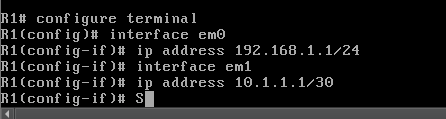 R1# configure terminal
R1(config)# interface em0
R1(config-if)# ip address 192.168.1.1/24
R1(config-if)# interface em1
R1(config-if)# ip address 10.1.1.1/30
R1(config-if)# S